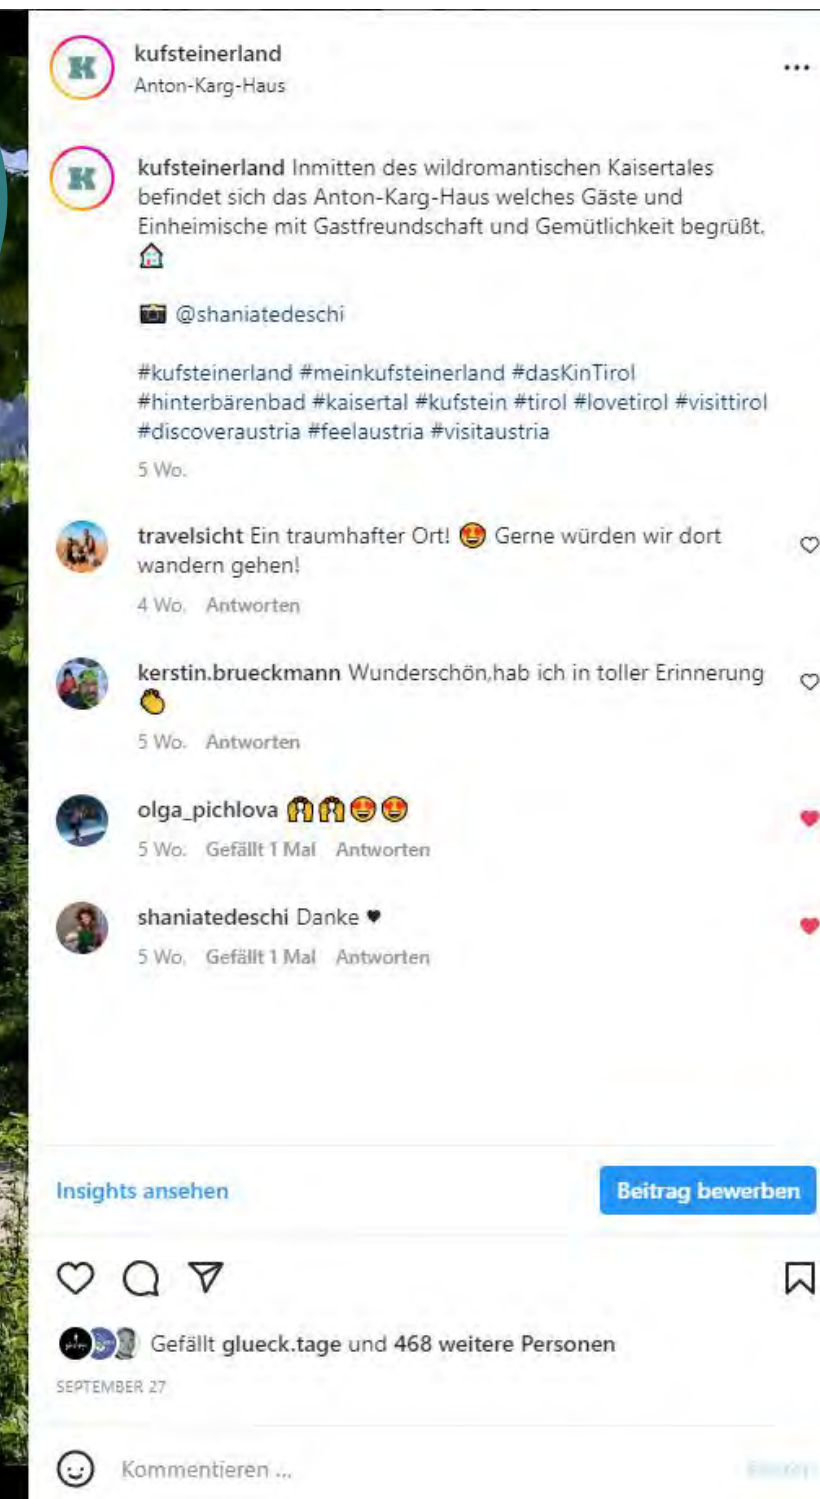 kufsteinerland
Anton-Karg-Haus
kufsteinerland Inmitten des wildromantischen Kaisertales
befindet sich das Anton-Karg-Haus welches Gäste und
Einheimische mit Gastfreundschaft und Gemütlichkeit begrüßt.
🏠
📸 @shaniatedeschi
#kufsteinerland #meinkufsteinerland #dasKinTirol
#hinterbärenbad #kaisertal #kufstein #tirol #lovetirol #visittirol
#discoveraustria #feelaustria #visitaustria
5 Wo.
travelsicht Ein traumhafter Ort! 😍 Gerne würden wir dort
wandern gehen!
4 Wo. Antworten
kerstin.brueckmann Wunderschön,hab ich in toller Erinnerung
👏
5 Wo. Antworten
olga_pichlova 🙌🙌😍😍
5 Wo. Gefällt 1 Mal Antworten
shaniatedeschi Danke ♥
5 Wo. Gefällt 1 Mal Antworten
Insights ansehen
Beitrag bewerben
Gefällt glueck.tage und 468 weitere Personen
SEPTEMBER 27
Kommentieren ...